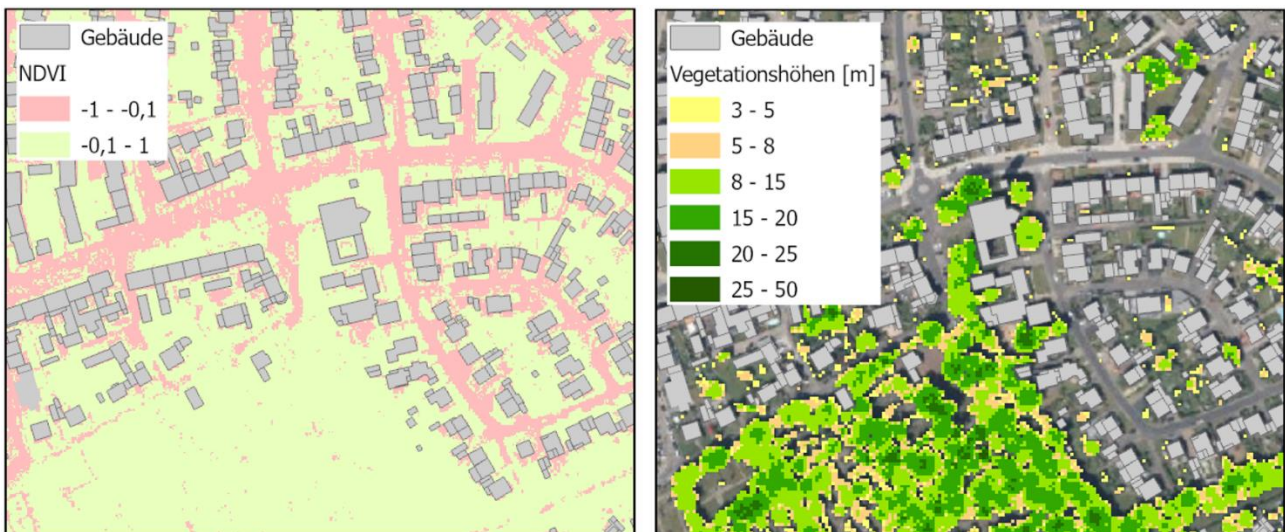 Gebäude
NDVI
-1 - -0,1
-0,1 - 1
Gebäude
Vegetationshöhen [m]
3 - 5
5 - 8
8 - 15
15 - 20
20 - 25
25 - 50